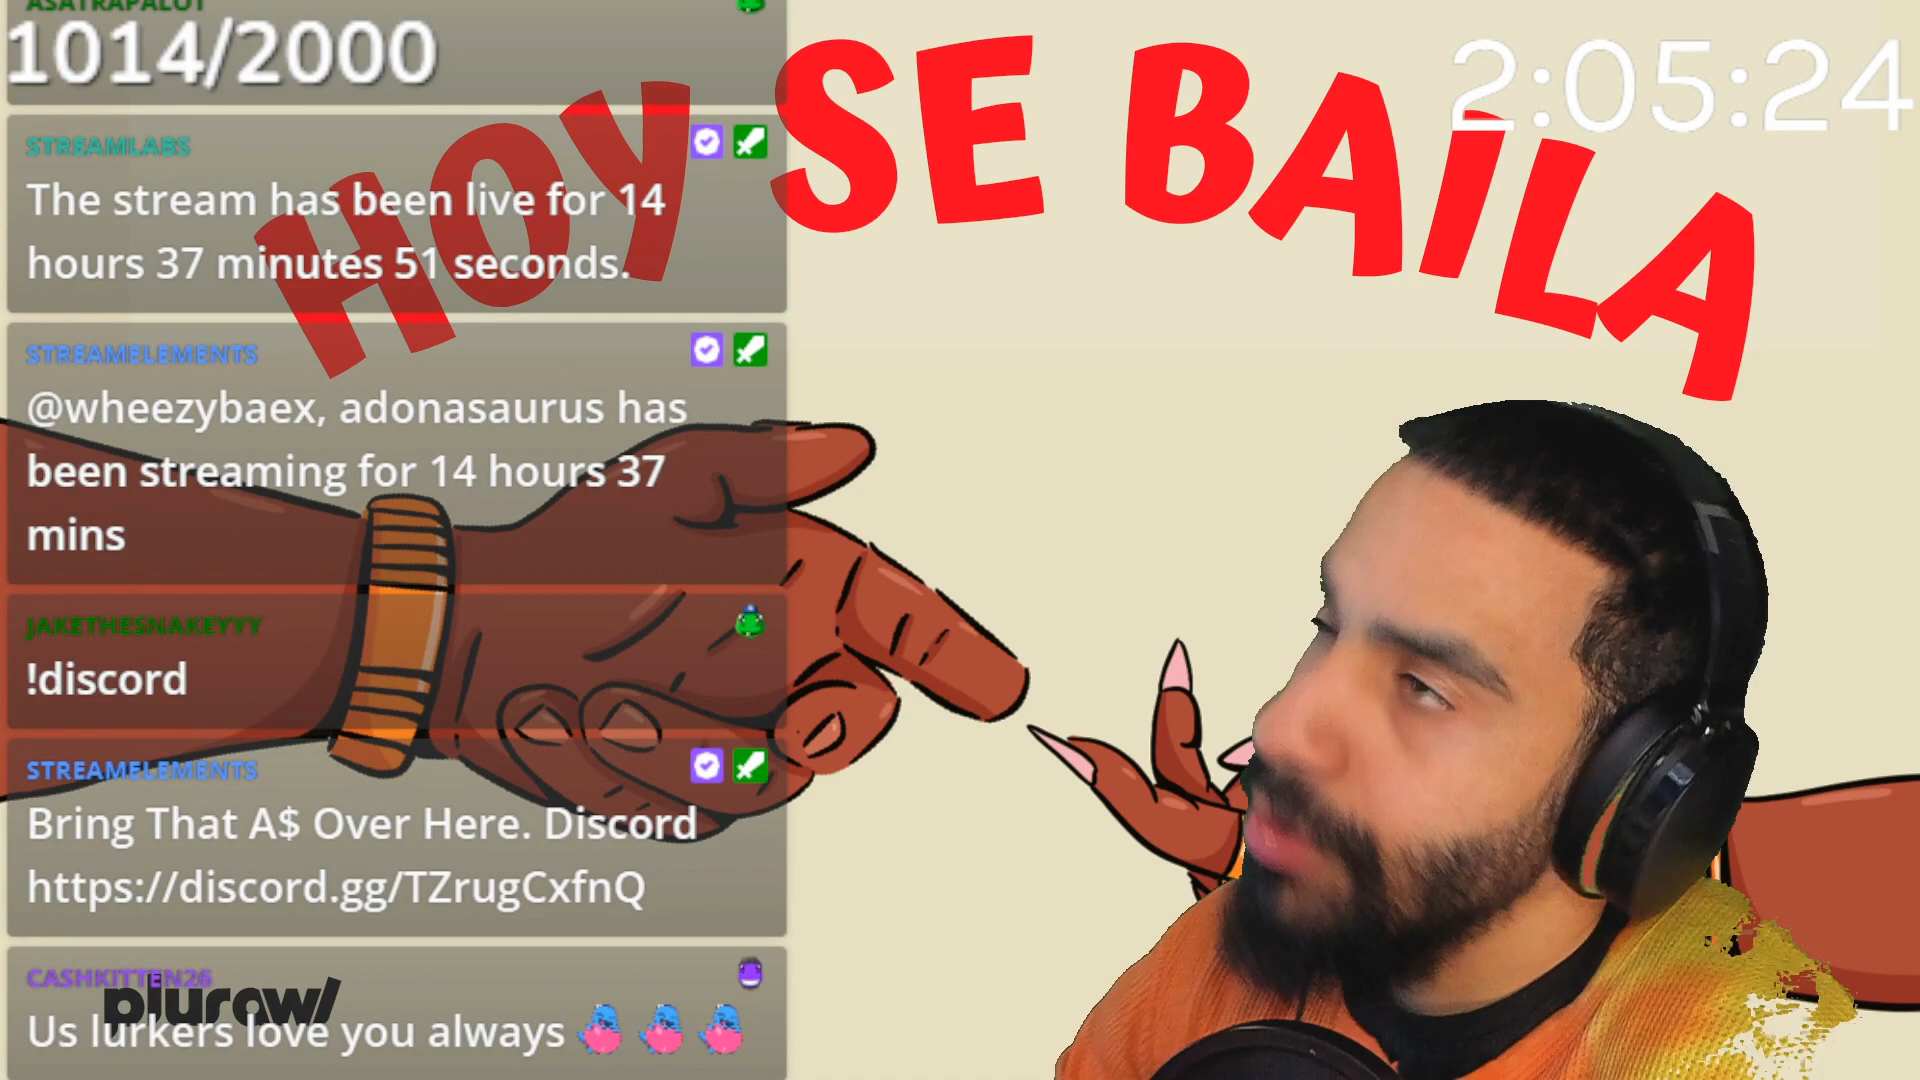 ASATRAPALOT
1014/2000
HOY SE BAILA
2:05:24
STREAMLABS
The stream has been live for 14
hours 37 minutes 51 seconds.
STREAMELEMENTS
@wheezybaex, adonasaurus has
been streaming for 14 hours 37
mins
JAKETHESNAKEYYY
!discord
STREAMELEMENTS
Bring That A$ Over Here. Discord
https://discord.gg/TZrugCxfnQ
CASHKITTEN26
plurawl
Us lurkers love you always